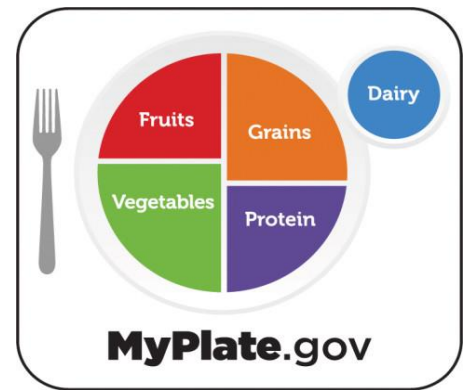 Fruits
Grains
Dairy
Vegetables
Protein
MyPlate.gov